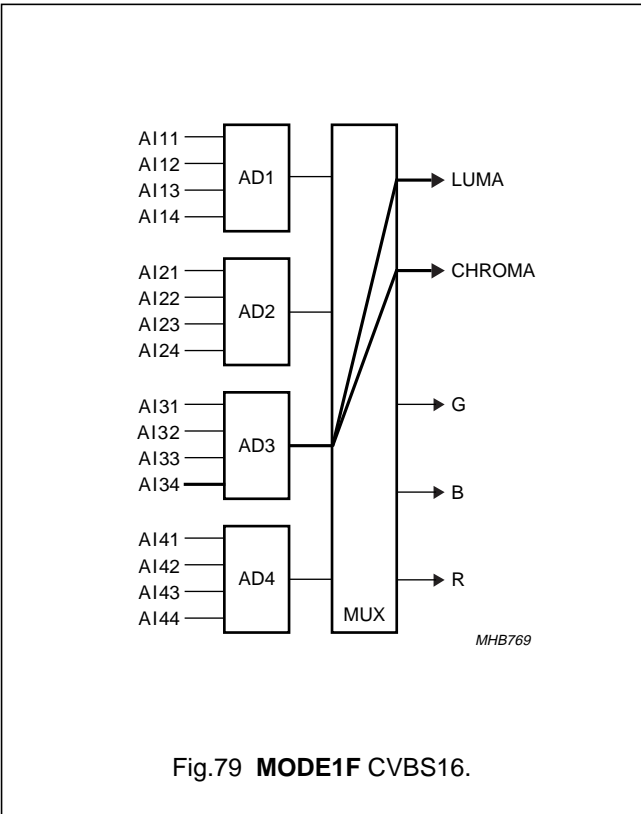 AI11
AI12
AI13
AI14
AD1
AI21
AI22
AI23
AI24
AD2
AI31
AI32
AI33
AI34
AD3
AI41
AI42
AI43
AI44
AD4
MUX
LUMA
CHROMA
G
B
R
MHB769
Fig.79 MODE1F CVBS16.